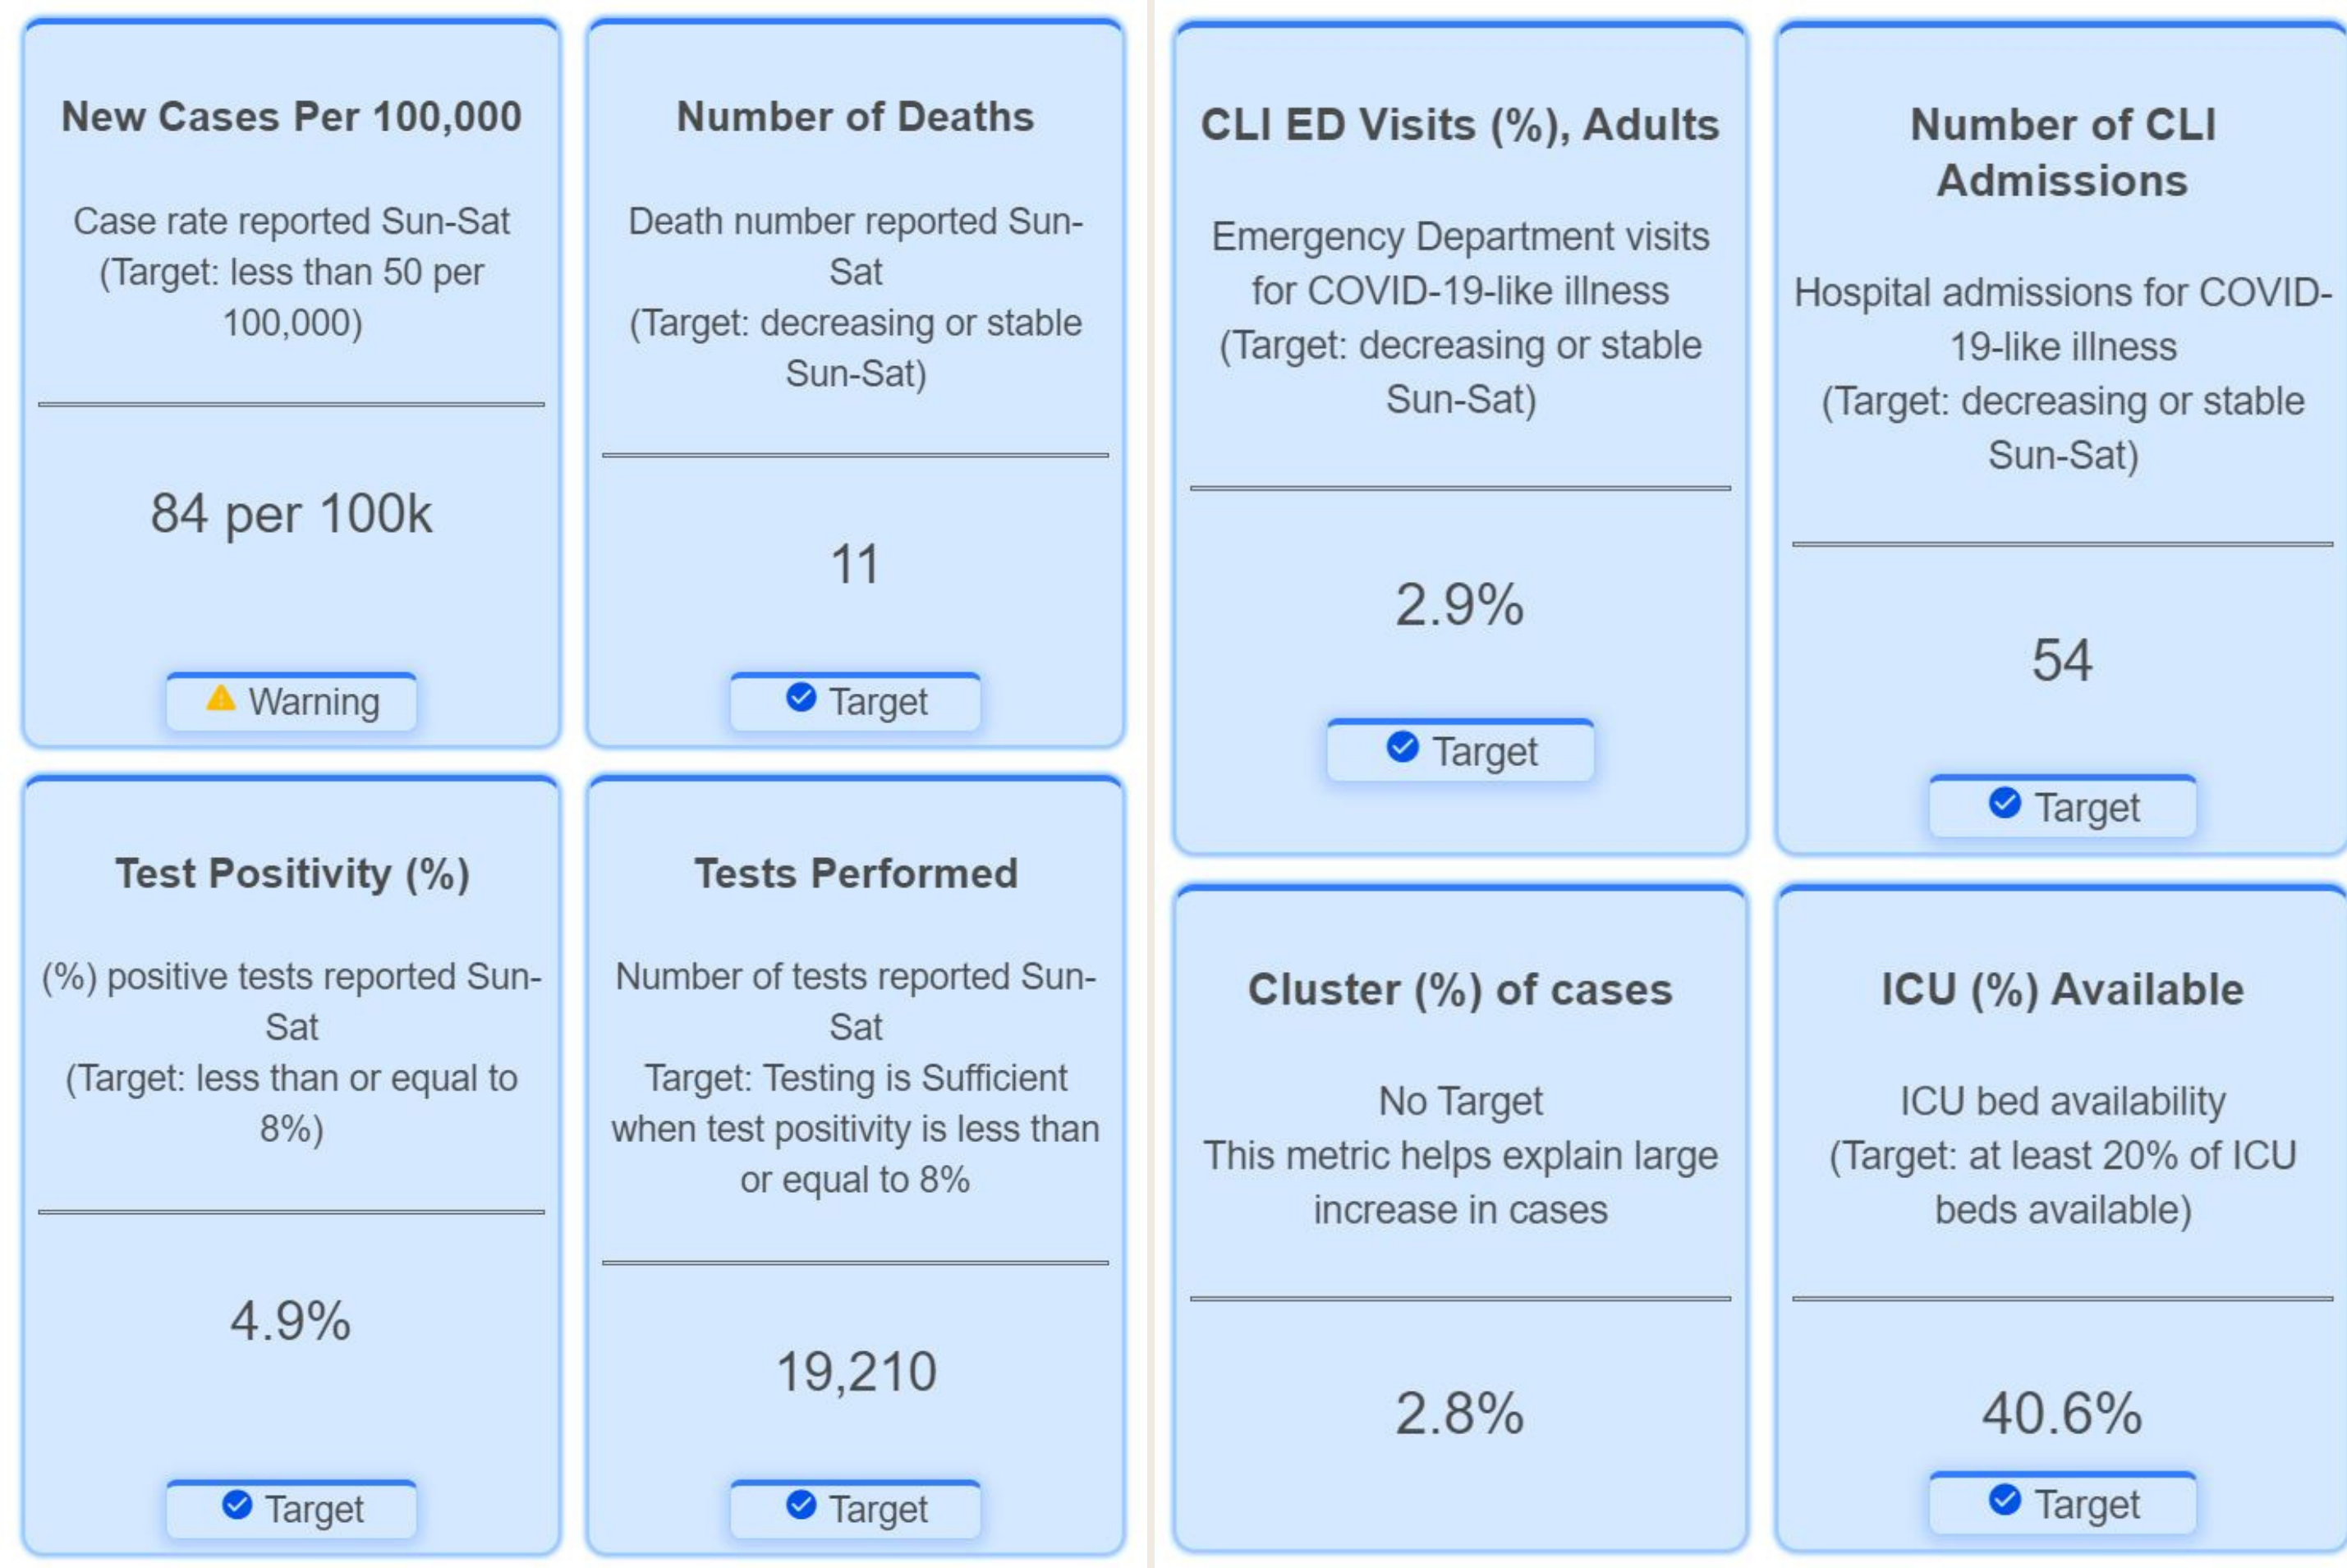 New Cases Per 100,000
Case rate reported Sun-Sat
(Target: less than 50 per
100,000)
84 per 100k
Warning
Number of Deaths
Death number reported Sun-
Sat
(Target: decreasing or stable
Sun-Sat)
11
Target
CLI ED Visits (%), Adults
Emergency Department visits
for COVID-19-like illness
(Target: decreasing or stable
Sun-Sat)
2.9%
Target
Number of CLI
Admissions
Hospital admissions for COVID-
19-like illness
(Target: decreasing or stable
Sun-Sat)
54
Target
Test Positivity (%)
(%) positive tests reported Sun-
Sat
(Target: less than or equal to
8%)
4.9%
Target
Tests Performed
Number of tests reported Sun-
Sat
Target: Testing is Sufficient
when test positivity is less than
or equal to 8%
19,210
Target
Cluster (%) of cases
No Target
This metric helps explain large
increase in cases
2.8%
ICU (%) Available
ICU bed availability
(Target: at least 20% of ICU
beds available)
40.6%
Target